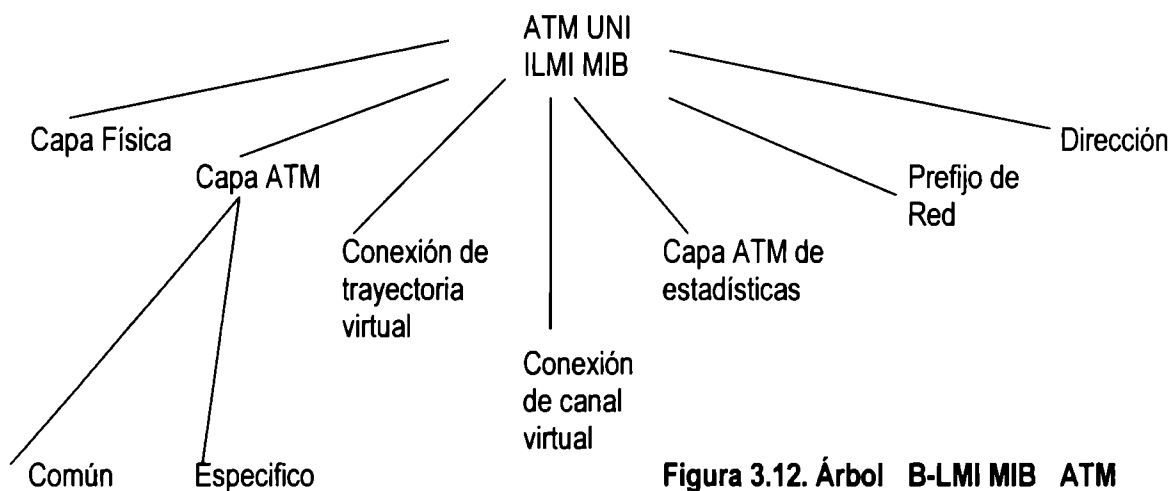 ATM UNI
ILMI MIB
Capa Física
Dirección
Capa ATM
Prefijo de
Red
Conexión de
trayectoria
virtual
Capa ATM de
estadísticas
Conexión
de canal
virtual
Común
Especifico
Figura 3.12. Árbol B-LMI MIB ATM